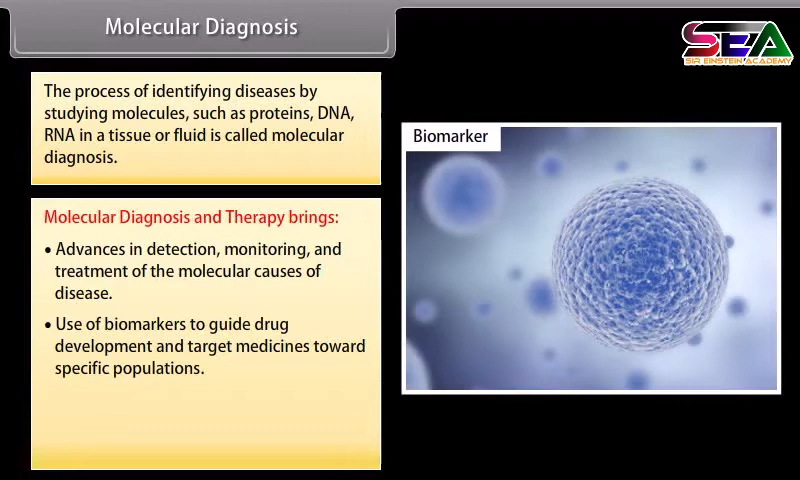 Molecular Diagnosis
SEA
SIR EINSTEIN ACADEMY
The process of identifying diseases by
studying molecules, such as proteins, DNA,
RNA in a tissue or fluid is called molecular
diagnosis.
Biomarker
Molecular Diagnosis and Therapy brings:
• Advances in detection, monitoring, and
treatment of the molecular causes of
disease.
• Use of biomarkers to guide drug
development and target medicines toward
specific populations.